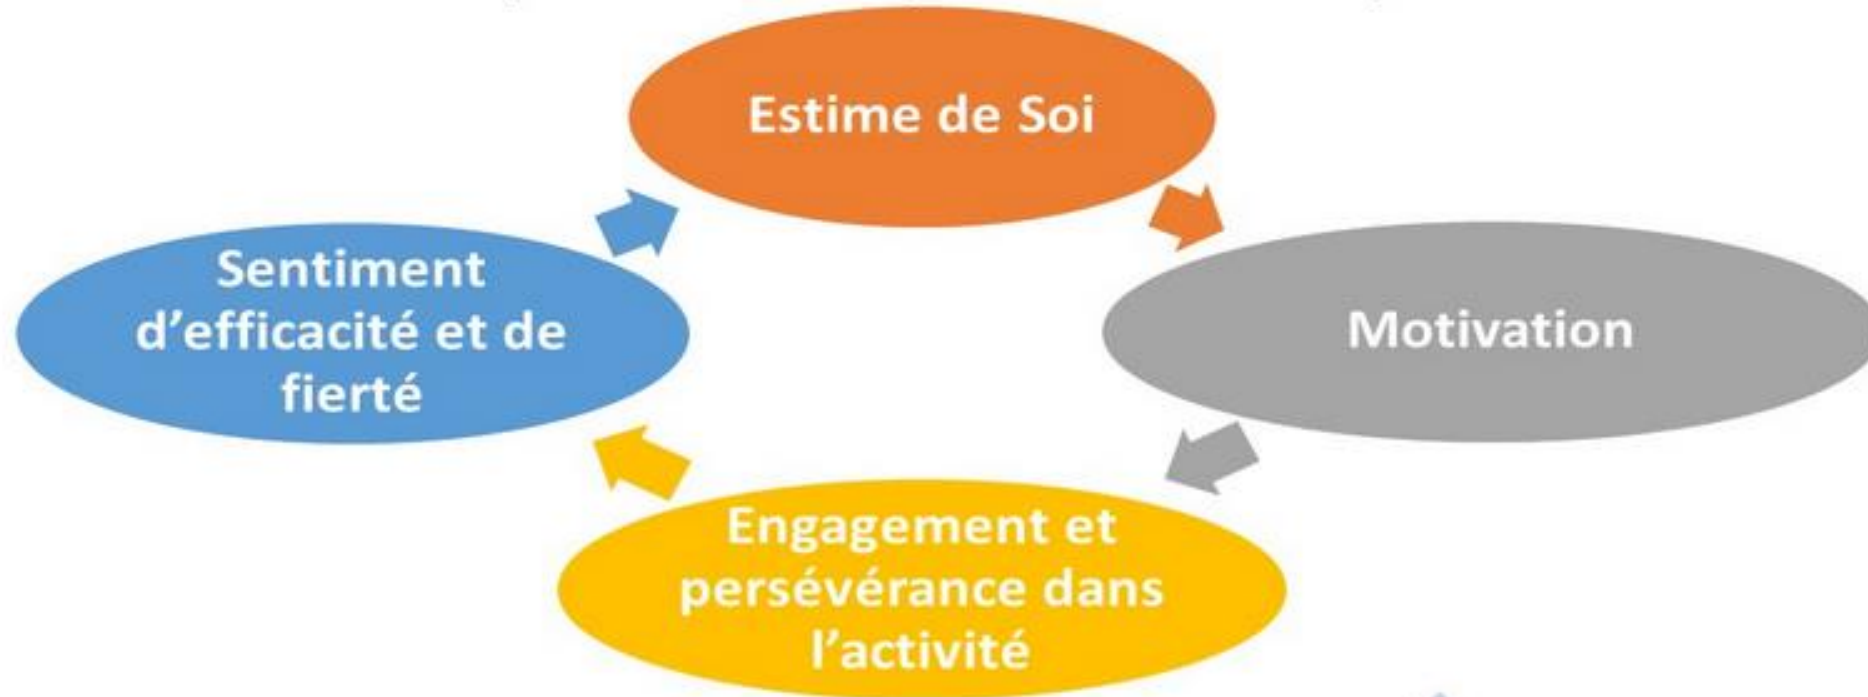 Estime de Soi
Sentiment
d’efficacité et de
fierté
Motivation
Engagement et
persévérance dans
l’activité